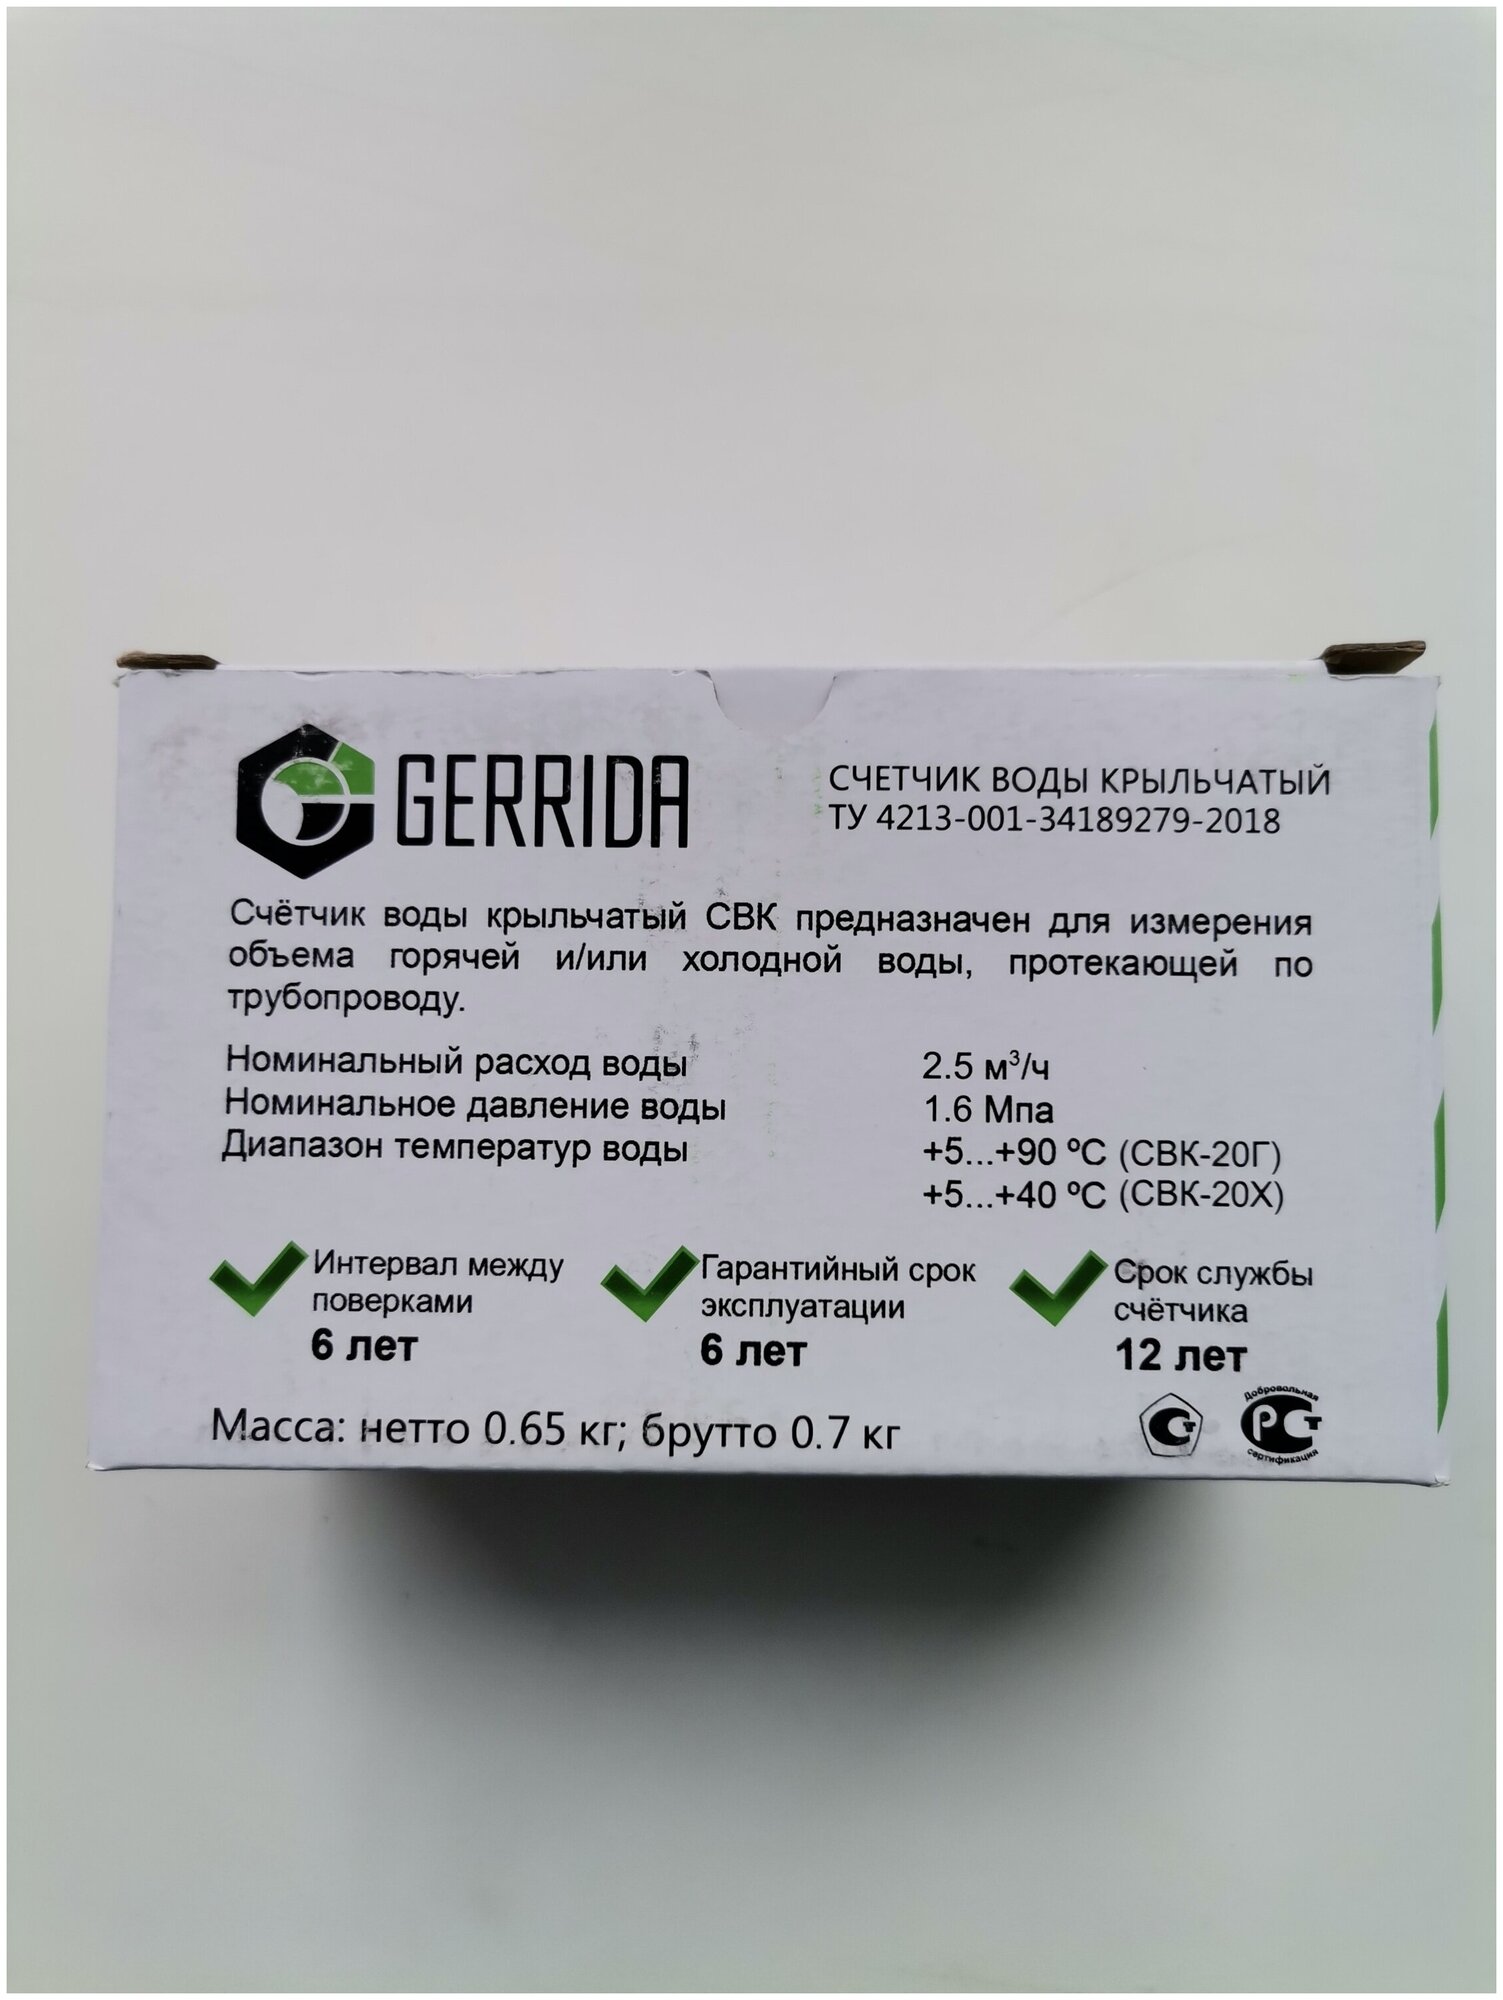 GERRIDA
СЧЕТЧИК ВОДЫ КРЫЛЬЧАТЫЙ
ТУ 4213-001-34189279-2018
Счётчик воды крыльчатый СВК предназначен для измерения
объема горячей и/или холодной воды, протекающей по
трубопроводу.
Номинальный расход воды 2.5 м³/ч
Номинальное давление воды 1.6 Мпа
Диапазон температур воды +5...+90 ºС (СВК-20Г)
+5...+40 ºС (СВК-20Х)
Интервал между
поверками
6 лет
Гарантийный срок
эксплуатации
6 лет
Срок службы
счётчика
12 лет
Масса: нетто 0.65 кг; брутто 0.7 кг
Добровольная
РСТ
сертификация